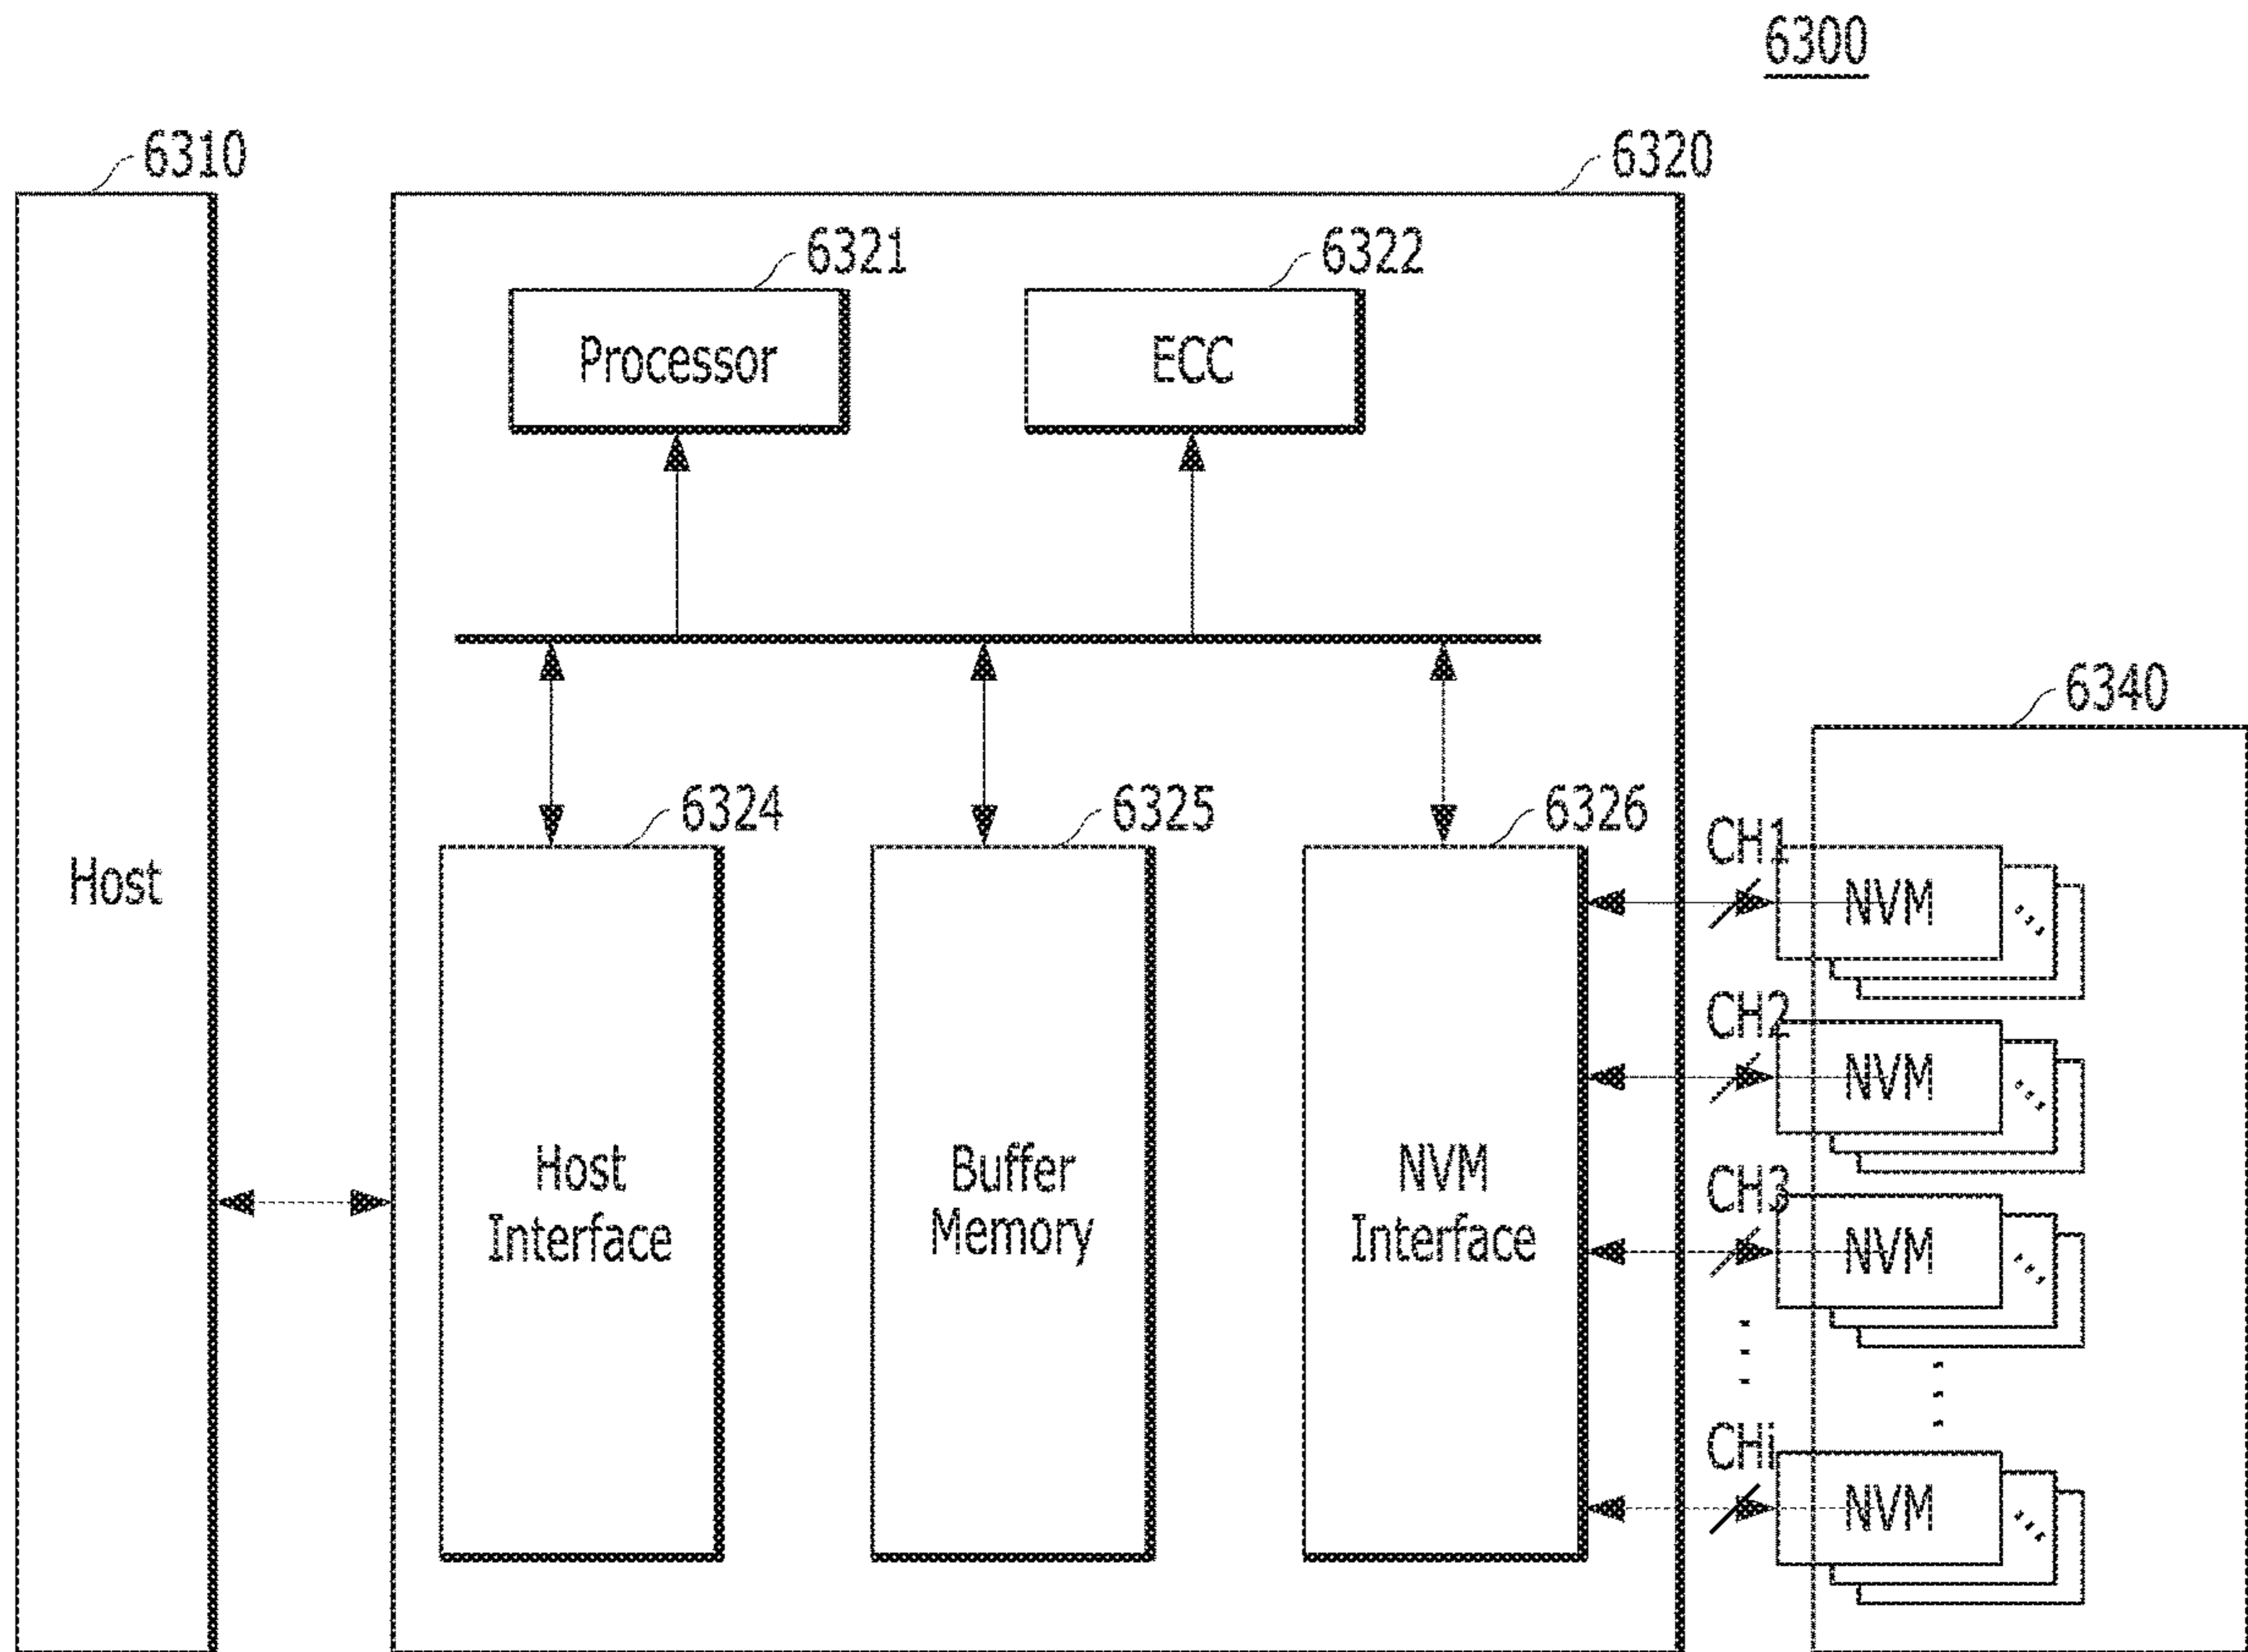 6300
6310
6320
6321
6322
Processor
ECC
6340
6324
6325
6326
CH1
Host
NVM
CH2
NVM
Host
Interface
Buffer
Memory
NVM
Interface
CH3
NVM
CHi
NVM